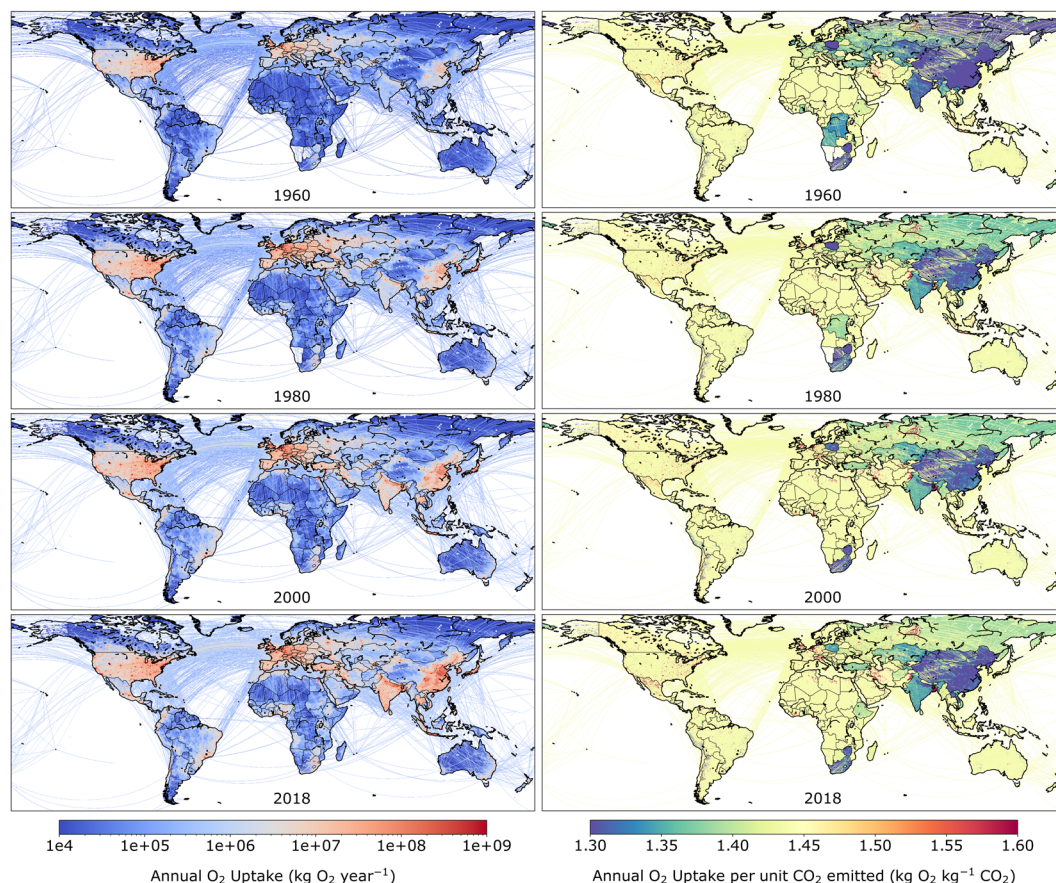 1960
1960
1980
1980
2000
2000
2018
2018
1e4 1e+05 1e+06 1e+07 1e+08 1e+09
1.30 1.35 1.40 1.45 1.50 1.55 1.60
Annual O₂ Uptake (kg O₂ year⁻¹)
Annual O₂ Uptake per unit CO₂ emitted (kg O₂ kg⁻¹ CO₂)